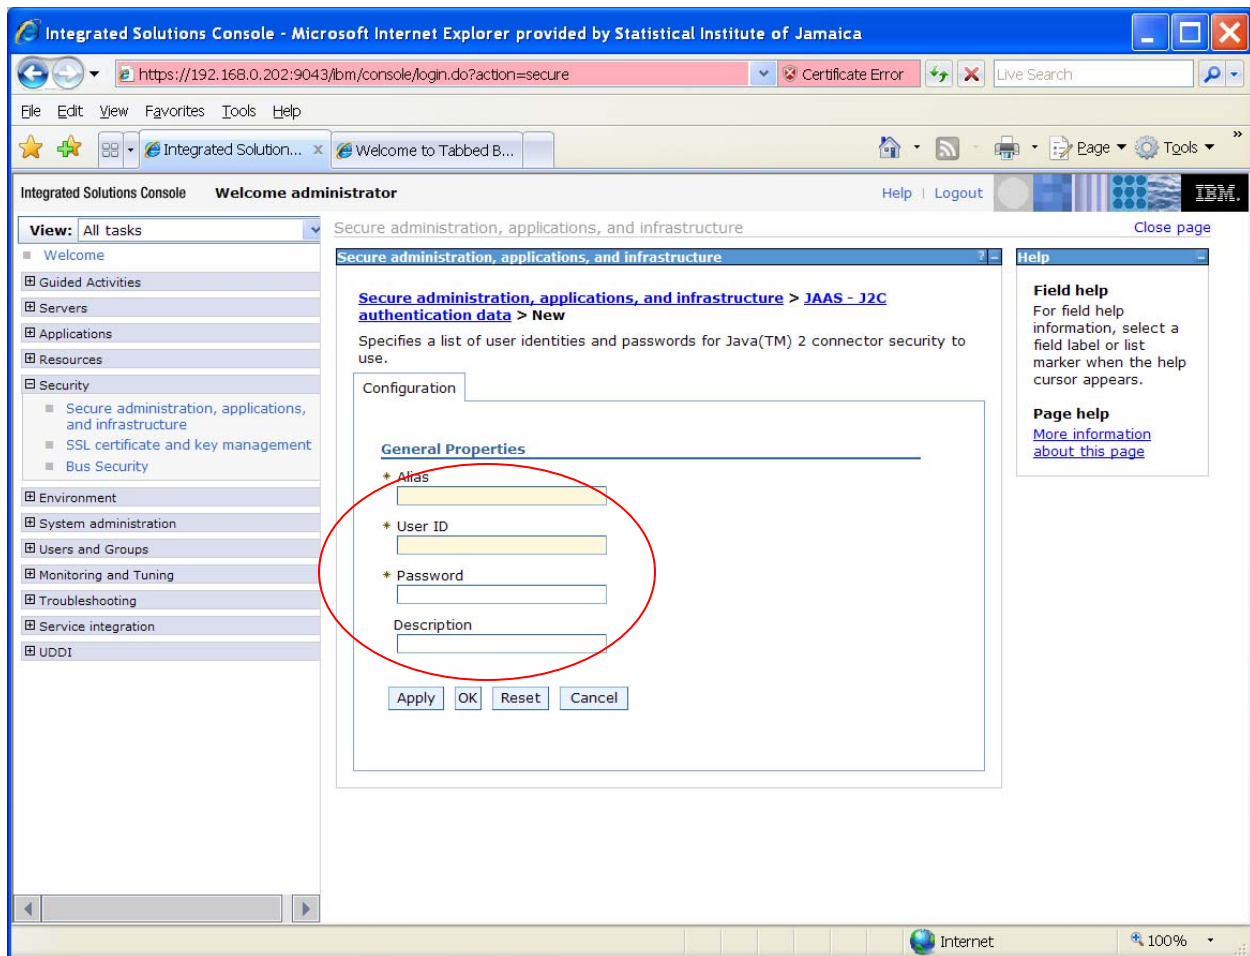 Integrated Solutions Console - Microsoft Internet Explorer provided by Statistical Institute of Jamaica
https://192.168.0.202:9043/ibm/console/login.do?action=secure
Certificate Error
Live Search
File Edit View Favorites Tools Help
Integrated Solution... x
Welcome to Tabbed B...
Page
Tools
»
Integrated Solutions Console
Welcome administrator
Help | Logout
IBM.
View: All tasks
Welcome
Guided Activities
Servers
Applications
Resources
Security
Secure administration, applications,
and infrastructure
SSL certificate and key management
Bus Security
Environment
System administration
Users and Groups
Monitoring and Tuning
Troubleshooting
Service integration
UDDI
Secure administration, applications, and infrastructure
Close page
Secure administration, applications, and infrastructure
? –
Secure administration, applications, and infrastructure > JAAS - J2C
authentication data > New
Specifies a list of user identities and passwords for Java(TM) 2 connector security to
use.
Configuration
General Properties
* Alias
* User ID
* Password
Description
Apply OK Reset Cancel
Help –
Field help
For field help
information, select a
field label or list
marker when the help
cursor appears.
Page help
More information
about this page
Internet
100%